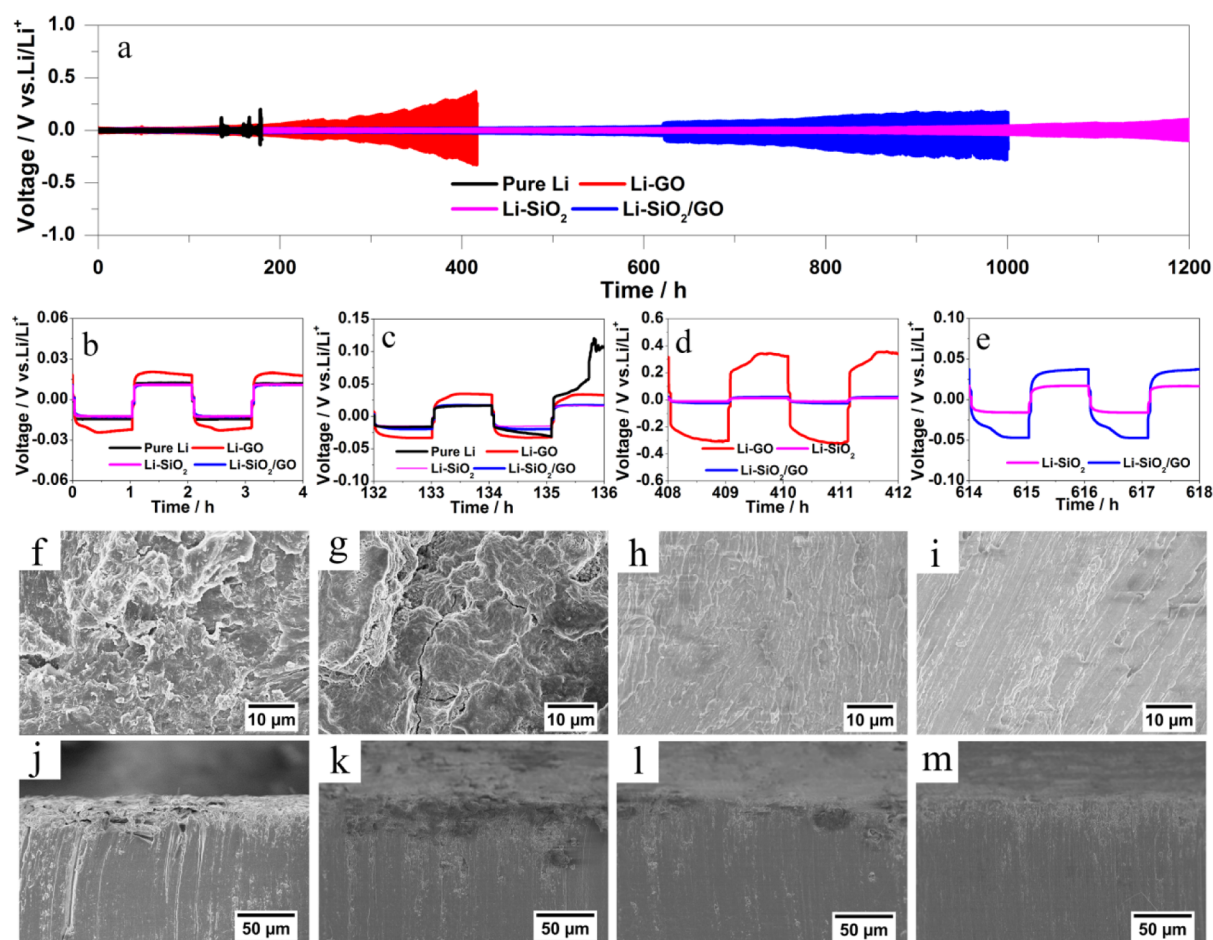 a
1.0
0.5
0.0
-0.5
-1.0
Voltage / V vs.Li/Li⁺
Pure Li Li-GO
Li-SiO₂ Li-SiO₂/GO
0 200 400 600 800 1000 1200
Time / h
b
0.06
0.03
0.00
-0.03
-0.06
Voltage / V vs.Li/Li⁺
Pure Li Li-GO
Li-SiO₂ Li-SiO₂/GO
0 1 2 3 4
Time / h
c
0.15
0.10
0.05
0.00
-0.05
-0.10
Voltage / V vs.Li/Li⁺
Pure Li Li-GO
Li-SiO₂ Li-SiO₂/GO
132 133 134 135 136
Time / h
d
0.6
0.4
0.2
0.0
-0.2
-0.4
-0.6
Voltage / V vs.Li/Li⁺
Li-GO Li-SiO₂
Li-SiO₂/GO
408 409 410 411 412
Time / h
e
0.10
0.05
0.00
-0.05
-0.10
Voltage / V vs.Li/Li⁺
Li-SiO₂ Li-SiO₂/GO
614 615 616 617 618
Time / h
f
10 μm
g
10 μm
h
10 μm
i
10 μm
j
50 μm
k
50 μm
l
50 μm
m
50 μm